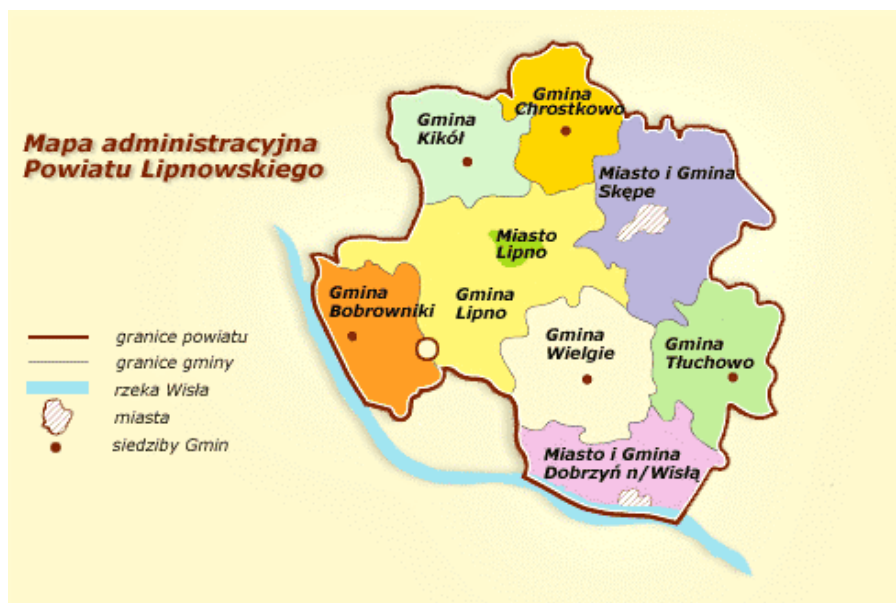 Mapa administracyjna
Powiatu Lipnowskiego
Gmina
Chrostkowo
Gmina
Kikół
Miasto i Gmina
Skępe
Miasto
Lipno
Gmina
Bobrowniki
Gmina
Lipno
Gmina
Wielgie
Gmina
Tłuchowo
Miasto i Gmina
Dobrzyń n/Wisłą
granice powiatu
granice gminy
rzeka Wisła
miasta
siedziby Gmin